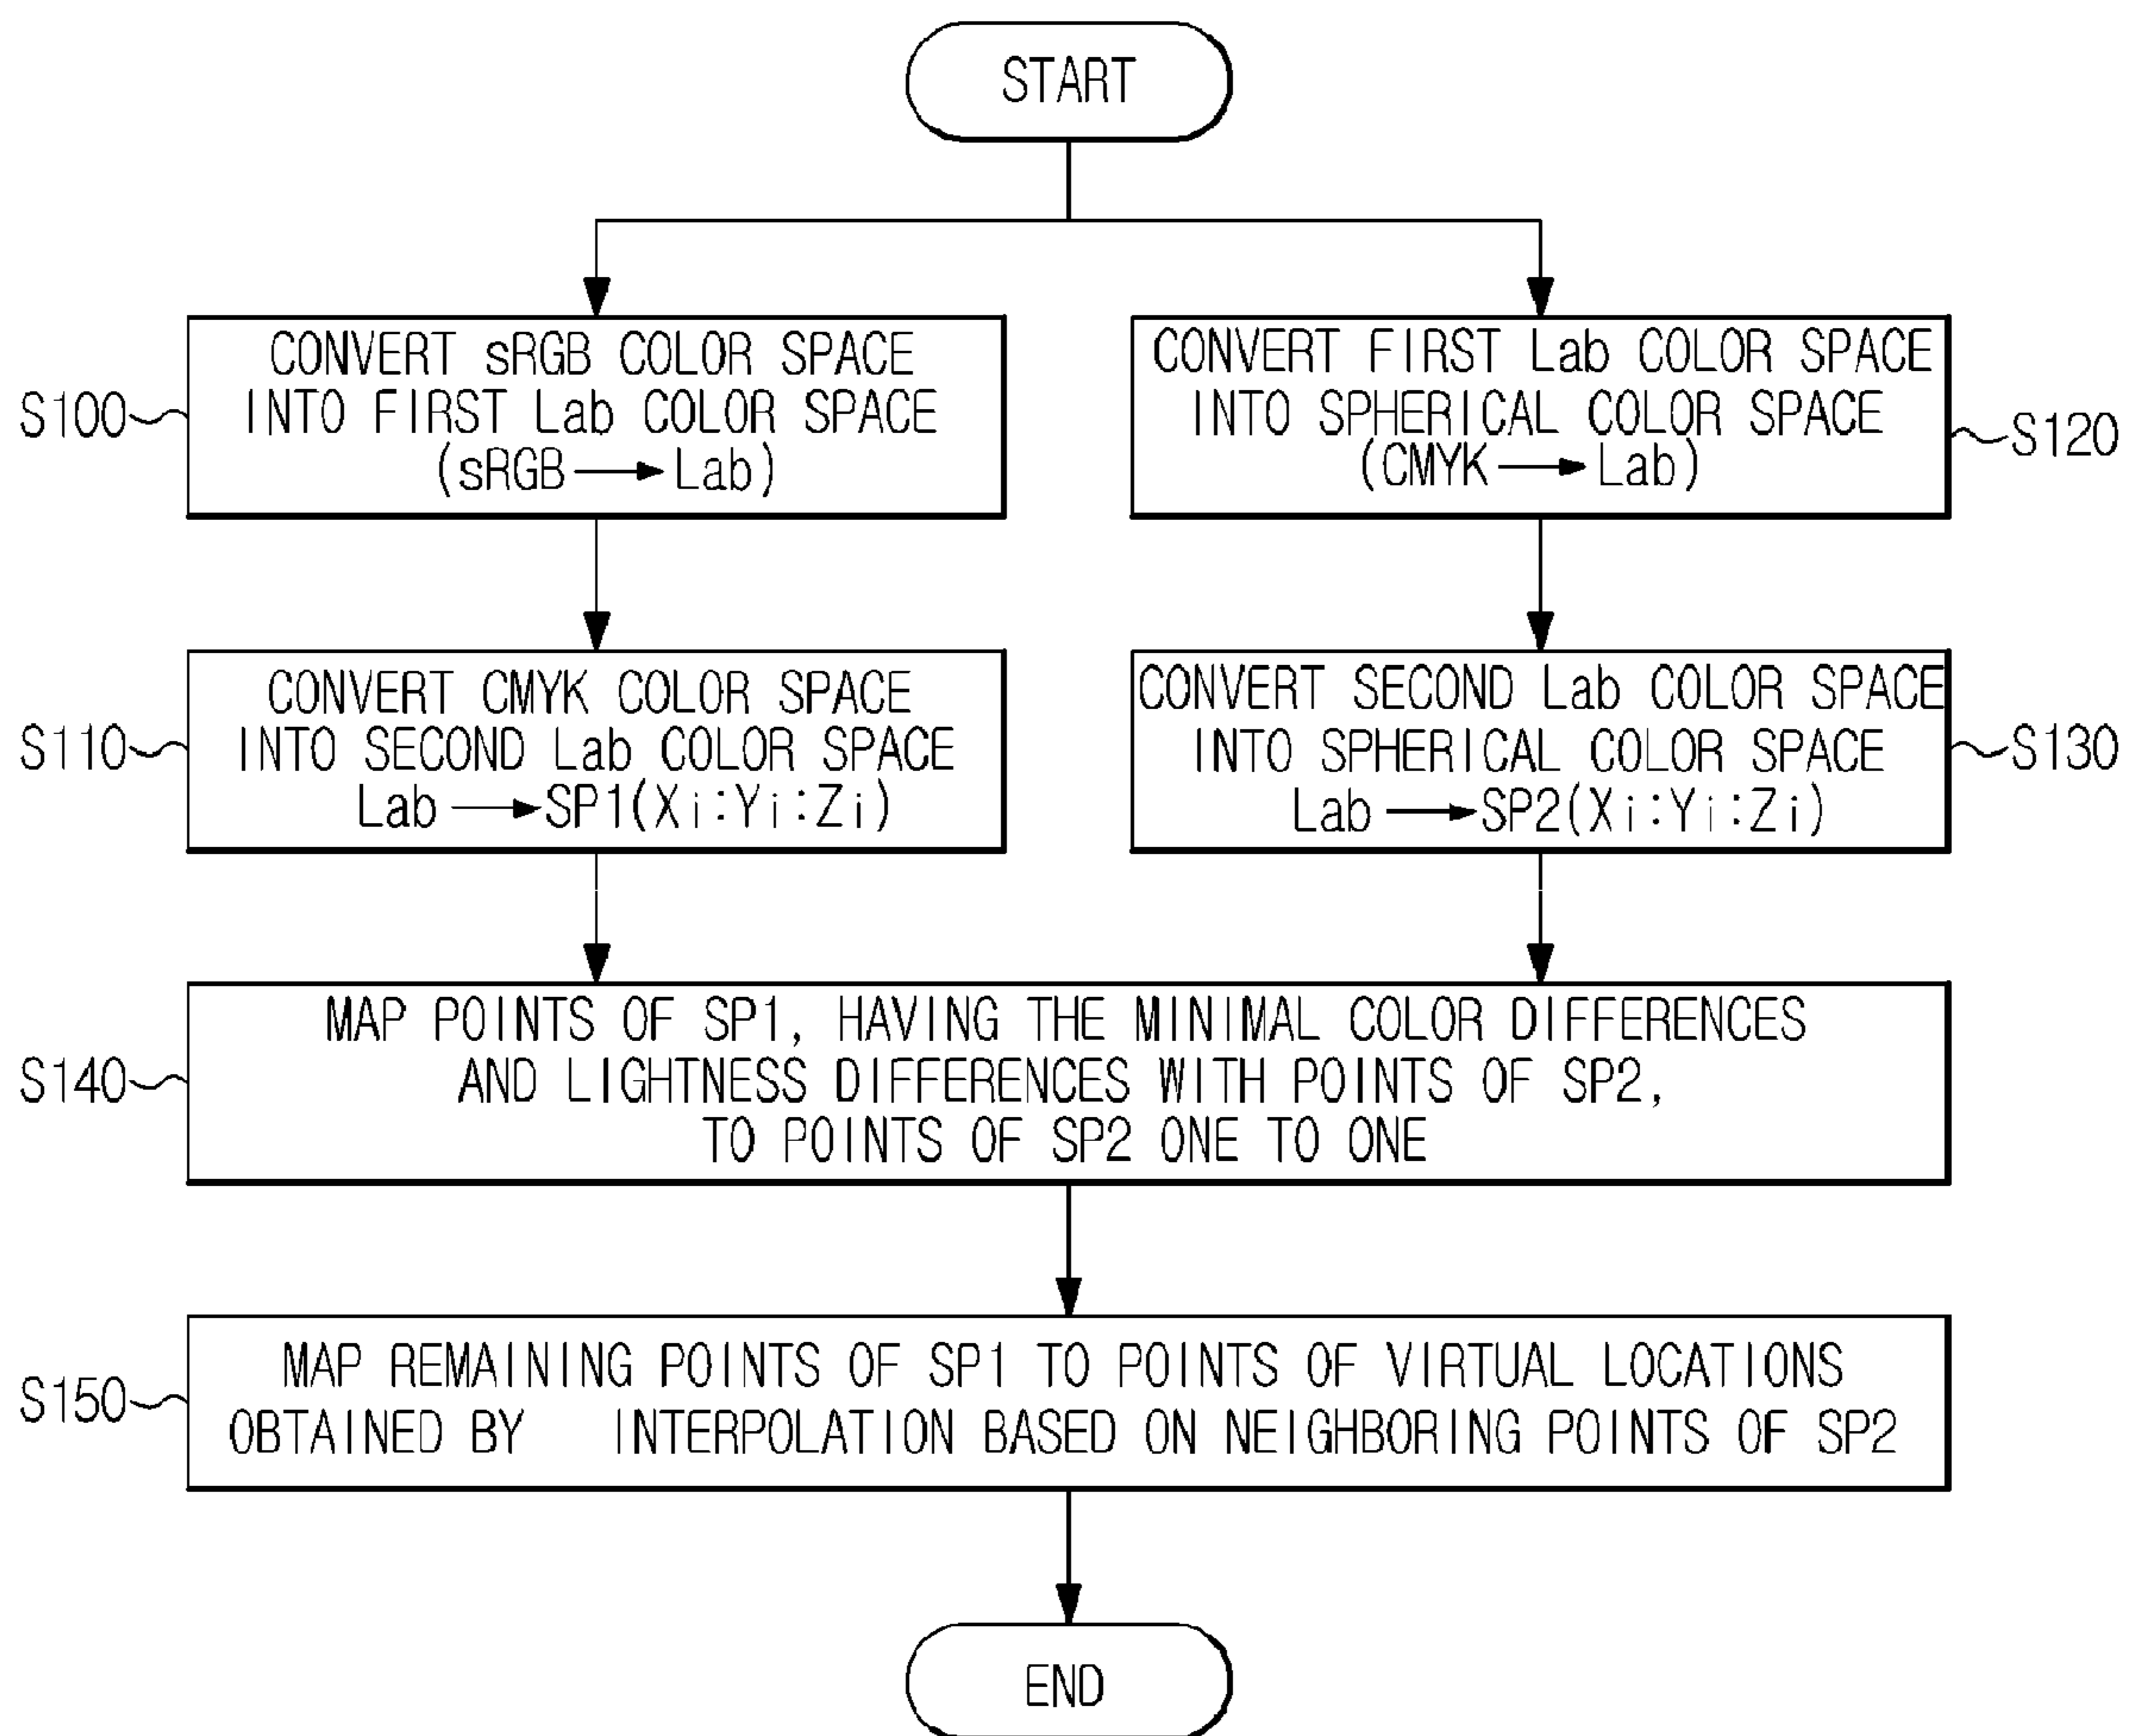 START
S100
CONVERT sRGB COLOR SPACE
INTO FIRST Lab COLOR SPACE
(sRGB → Lab)
CONVERT FIRST Lab COLOR SPACE
INTO SPHERICAL COLOR SPACE
(CMYK → Lab)
S120
S110
CONVERT CMYK COLOR SPACE
INTO SECOND Lab COLOR SPACE
Lab → SP1(Xi:Yi:Zi)
CONVERT SECOND Lab COLOR SPACE
INTO SPHERICAL COLOR SPACE
Lab → SP2(Xi:Yi:Zi)
S130
S140
MAP POINTS OF SP1, HAVING THE MINIMAL COLOR DIFFERENCES
AND LIGHTNESS DIFFERENCES WITH POINTS OF SP2,
TO POINTS OF SP2 ONE TO ONE
S150
MAP REMAINING POINTS OF SP1 TO POINTS OF VIRTUAL LOCATIONS
OBTAINED BY INTERPOLATION BASED ON NEIGHBORING POINTS OF SP2
END